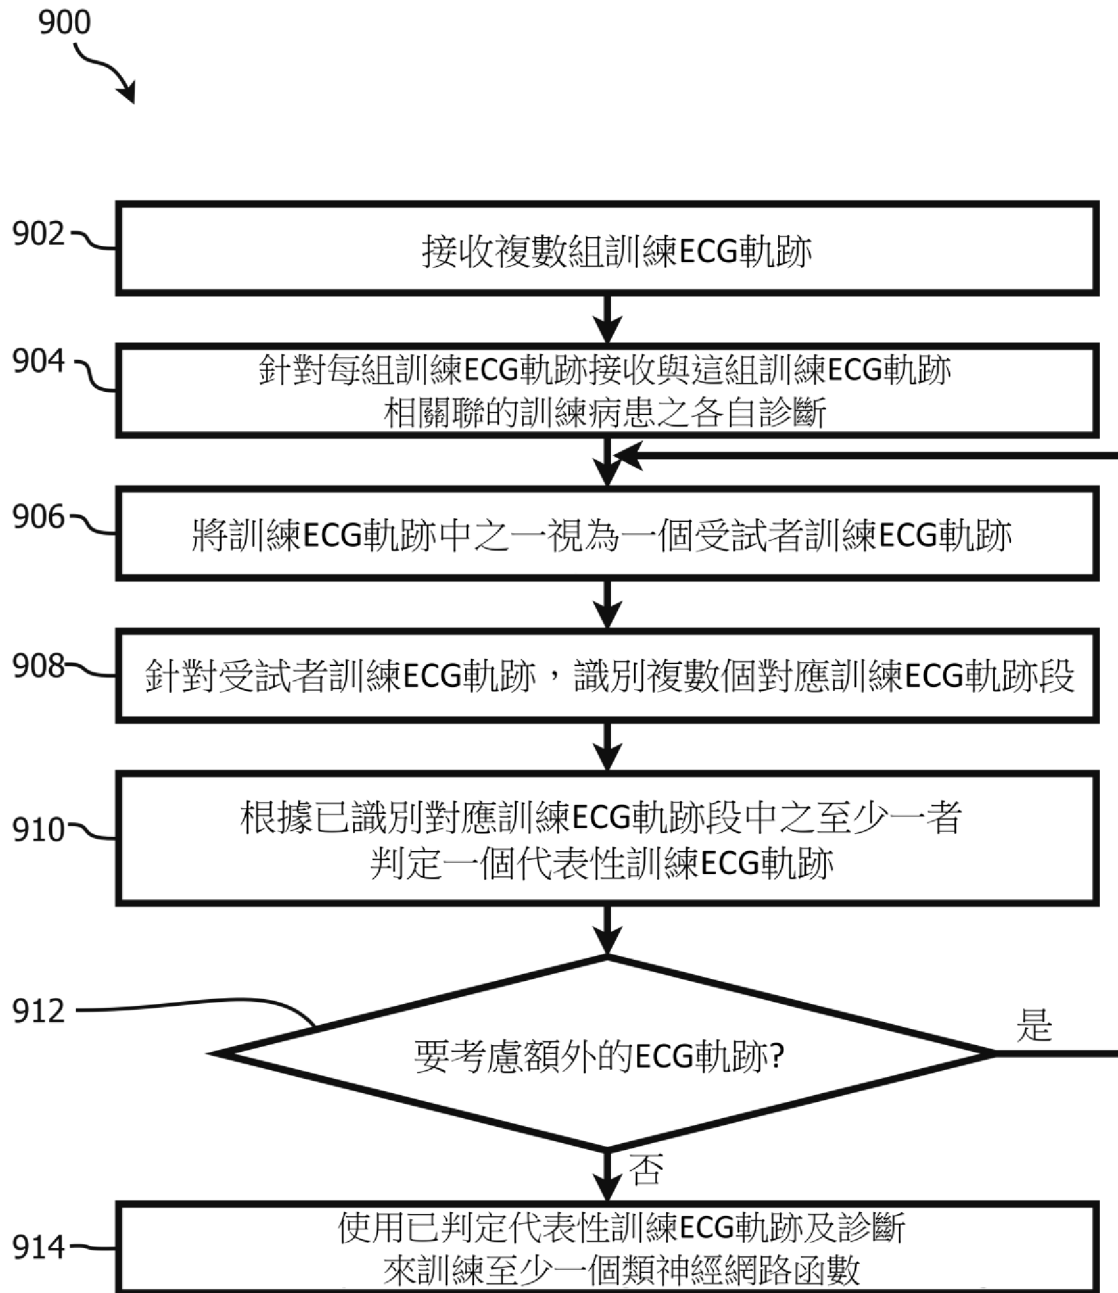 900
902
接收複數組訓練ECG軌跡
904
針對每組訓練ECG軌跡接收與這組訓練ECG軌跡
相關聯的訓練病患之各自診斷
906
將訓練ECG軌跡中之一視為一個受試者訓練ECG軌跡
908
針對受試者訓練ECG軌跡，識別複數個對應訓練ECG軌跡段
910
根據已識別對應訓練ECG軌跡段中之至少一者
判定一個代表性訓練ECG軌跡
912
要考慮額外的ECG軌跡?
是
否
914
使用已判定代表性訓練ECG軌跡及診斷
來訓練至少一個類神經網路函數